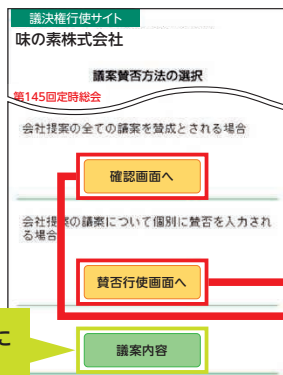 議決権行使サイト
味の素株式会社
議案賛否方法の選択
第145回定時総会
会社提案の全ての議案を賛成とされる場合
確認画面へ
会社提案の議案について個別に賛否を入力され
る場合
賛否行使画面へ
に
議案内容